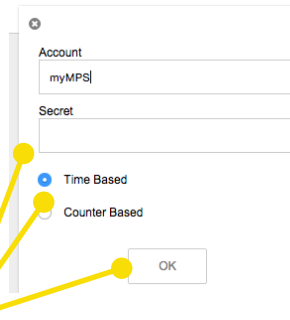 Account
myMPS
Secret
Time Based
Counter Based
OK